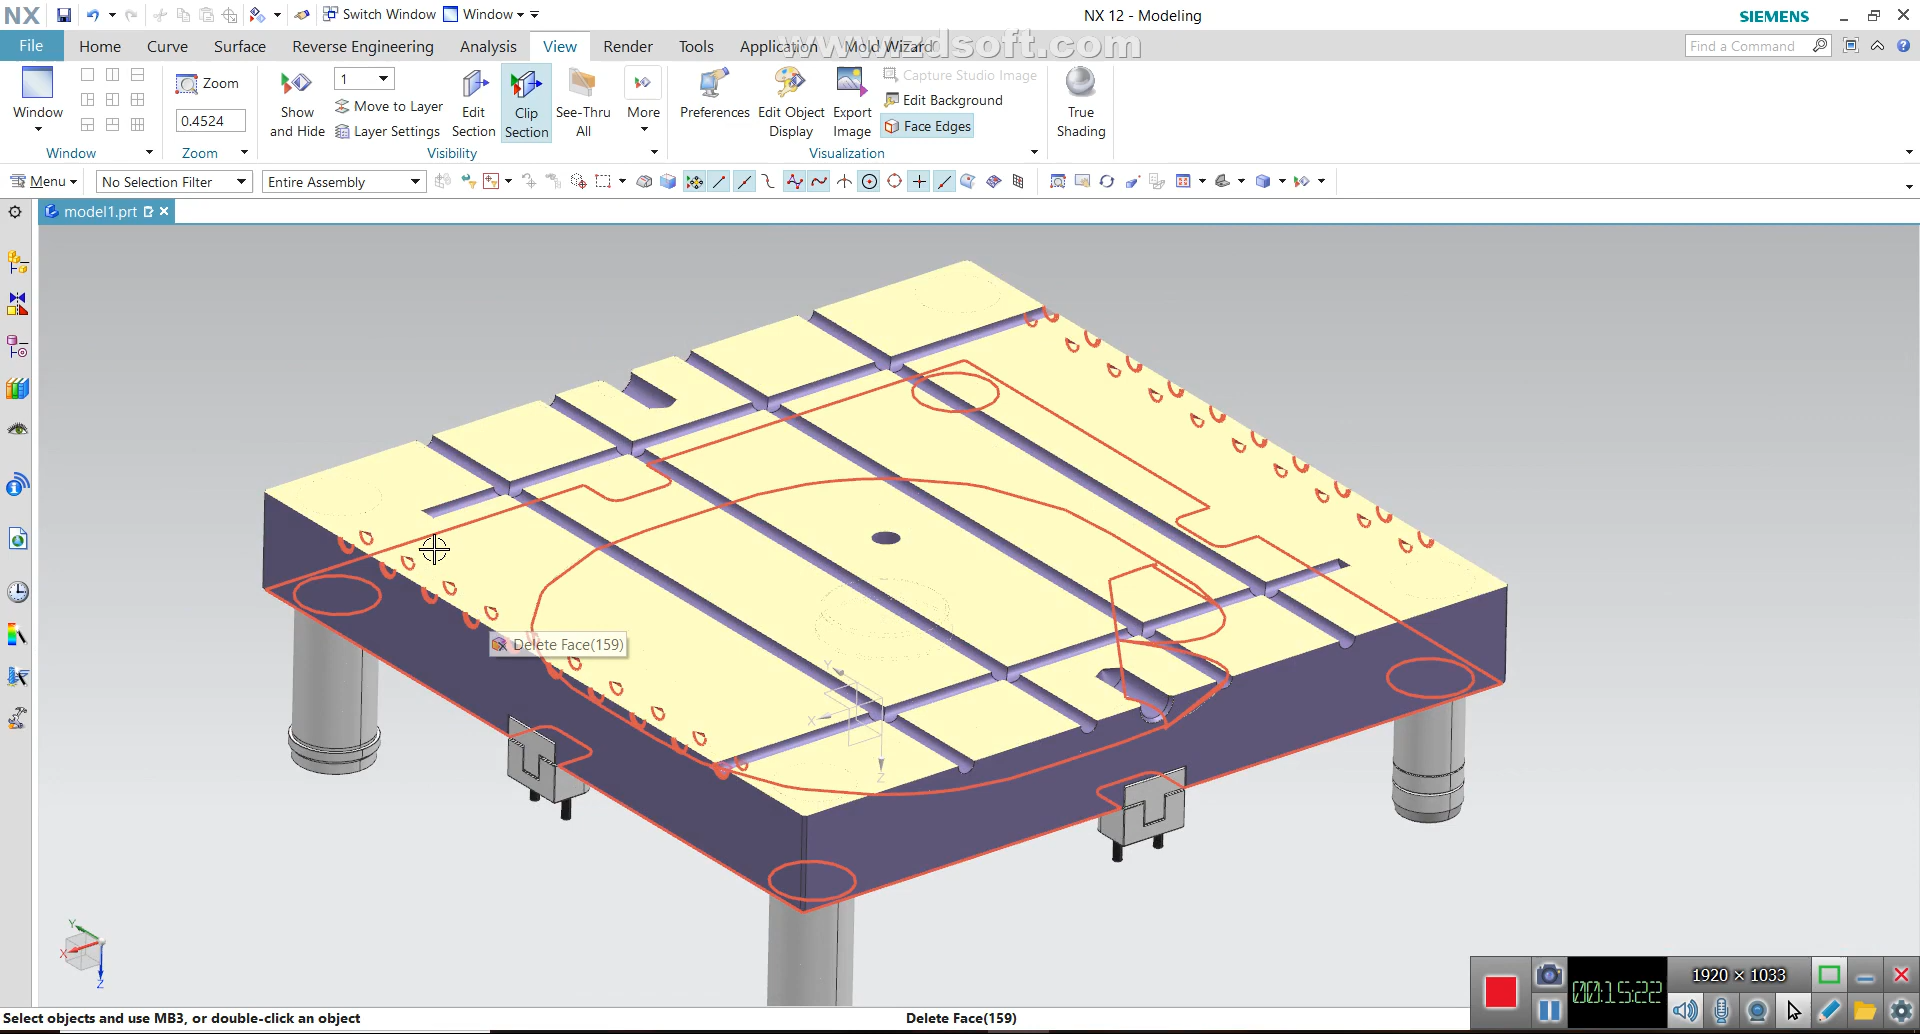 NX Switch Window Window NX 12 - Modeling SIEMENS
File Home Curve Surface Reverse Engineering Analysis View Render Tools Application Mold Wizard Find a Command
www.zdsoft.com
Window
Zoom
0.4524
Show and Hide
1
Move to Layer
Layer Settings
Edit Section
Clip Section
See-Thru All
More
Preferences
Edit Object Display
Export Image
Capture Studio Image
Edit Background
Face Edges
True Shading
Window Zoom Visibility Visualization
Menu No Selection Filter Entire Assembly
model1.prt
Delete Face(159)
Y
X
Z
Y
X
Z
1920 × 1033
00:15:22
Select objects and use MB3, or double-click an object Delete Face(159)